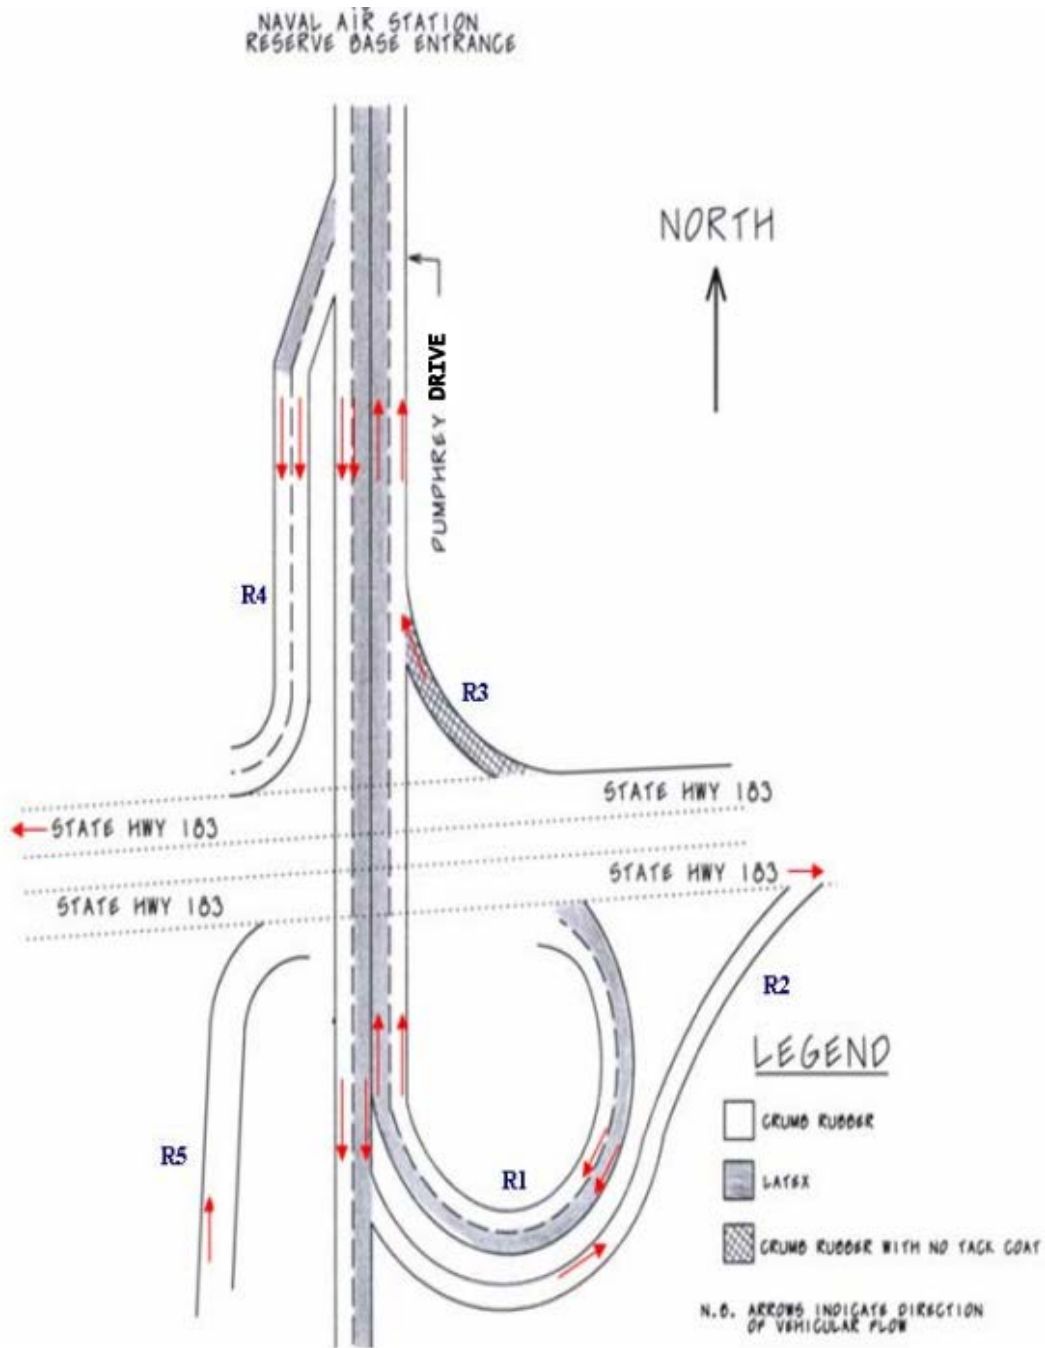 NAVAL AIR STATION
RESERVE BASE ENTRANCE
NORTH
PUMPHREY DRIVE
R4
R3
STATE HWY 183
STATE HWY 183
STATE HWY 183
STATE HWY 183
R2
LEGEND
CRUMB RUBBER
R5
R1
LATEX
CRUMB RUBBER WITH NO TACK COAT
N.B. ARROWS INDICATE DIRECTION
OF VEHICULAR FLOW